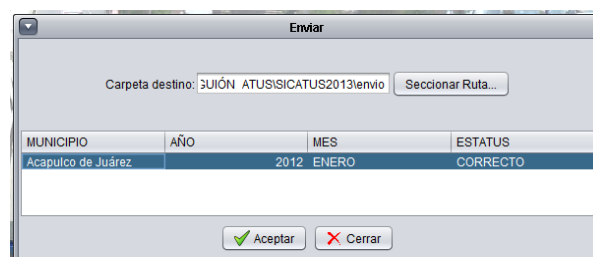 Enviar
Carpeta destino: GUIÓN ATUS\SICATUS2013\envio Seccionar Ruta...
MUNICIPIO AÑO MES ESTATUS
Acapulco de Juárez 2012 ENERO CORRECTO
Aceptar Cerrar